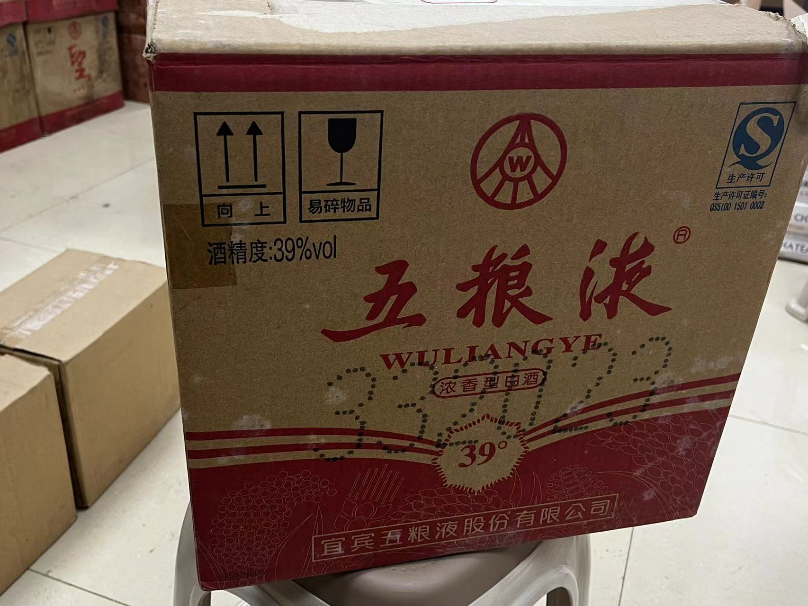 向 上
易碎物品
酒精度:39%vol
W
S
生产许可
生产许可证编号:
QS5100 1501 0002
五粮液®
WULIANGYE
浓香型白酒
39°
宜宾五粮液股份有限公司